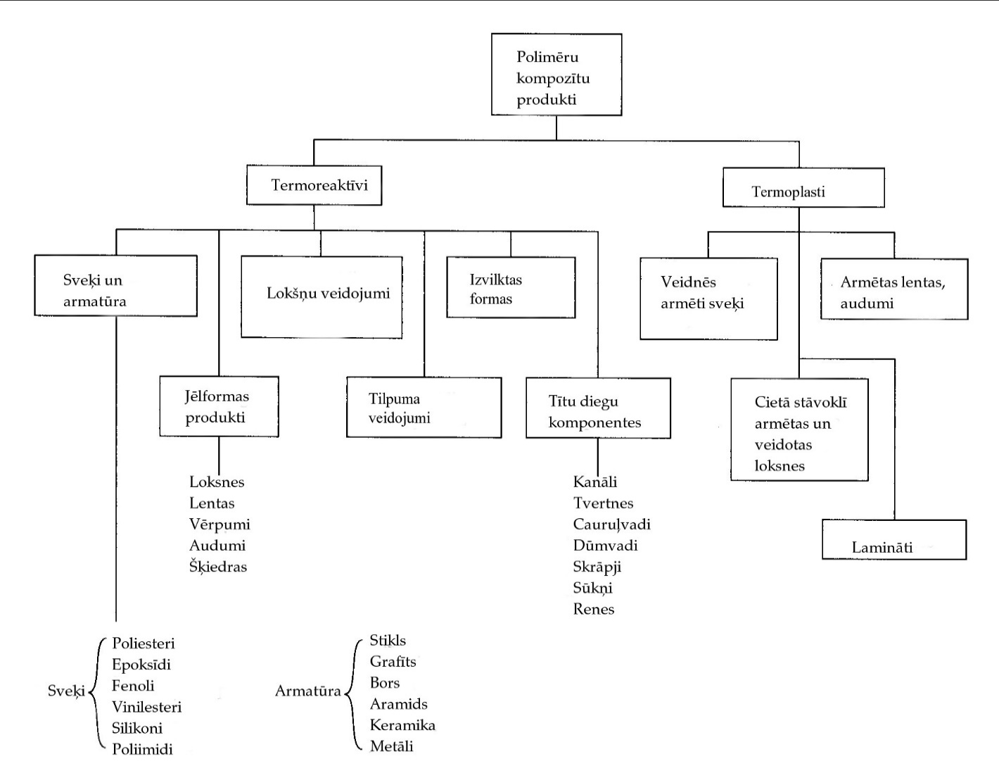 Polimēru
kompozītu
produkti
Termoreaktīvi
Termoplasti
Sveķi un
armatūra
Lokšņu veidojumi
Izvilktas
formas
Veidnēs
armēti sveķi
Armētas lentas,
audumi
Jēlformas
produkti
Tilpuma
veidojumi
Tītu diegu
komponentes
Cietā stāvoklī
armētas un
veidotas
loksnes
Lamināti
Loksnes
Lentas
Vērpumi
Audumi
Šķiedras
Kanāli
Tvertnes
Cauruļvadi
Dūmvadi
Skrāpji
Sūkņi
Renes
Sveķi
Poliesteri
Epoksīdi
Fenoli
Vinilesteri
Silikoni
Poliimidi
Armatūra
Stikls
Grafīts
Bors
Aramids
Keramika
Metāli